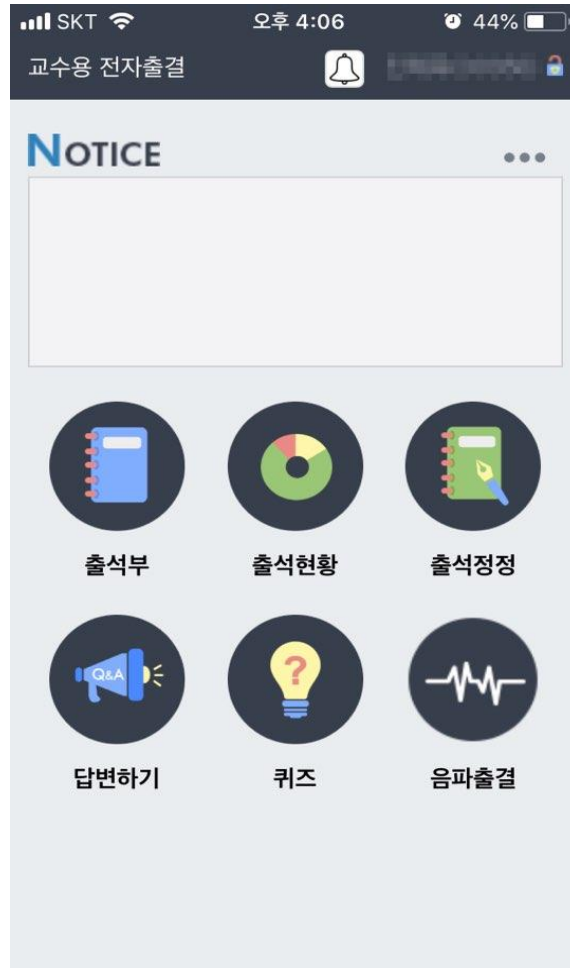 SKT 오후 4:06 44%
교수용 전자출결
NOTICE
출석부 출석현황 출석정정
Q&A ?
답변하기 퀴즈 음파출결